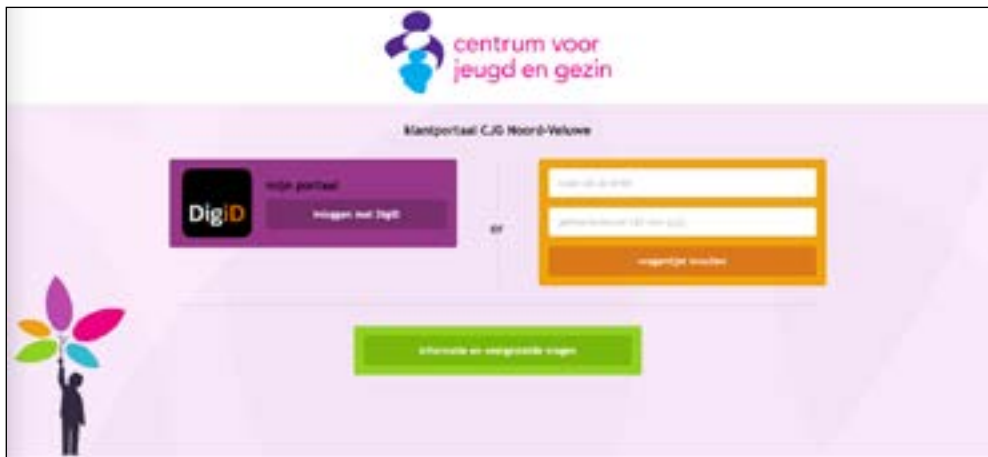 centrum voor
jeugd en gezin
klantportaal CJG Noord-Veluwe
mijn portaal
DigiD
inloggen met DigiD
or
vragenlijst invullen
informatie en veelgestelde vragen